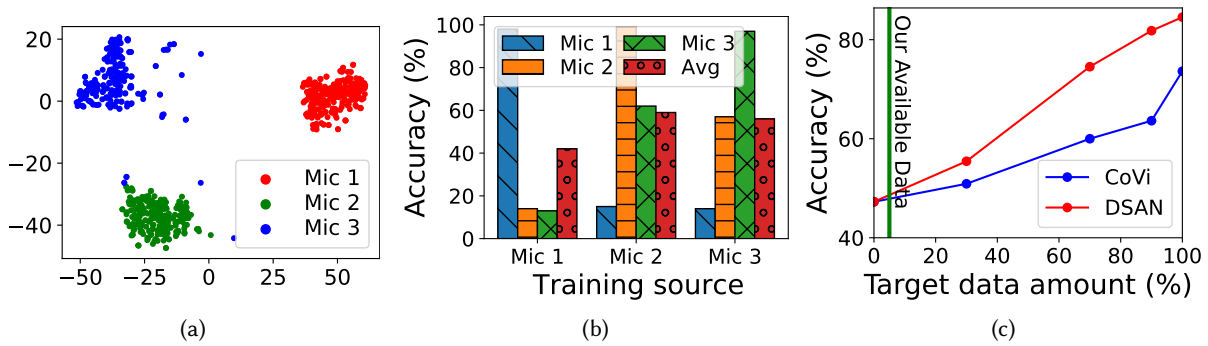 20
0
−20
−40
−50
−25
0
25
50
Mic 1
Mic 2
Mic 3
(a)
Accuracy (%)
100
80
60
40
20
0
Mic 1
Mic 2
Mic 3
Avg
Mic 1
Mic 2
Mic 3
Training source
(b)
Accuracy (%)
80
60
40
Our Available Data
CoVi
DSAN
0
20
40
60
80
100
Target data amount (%)
(c)